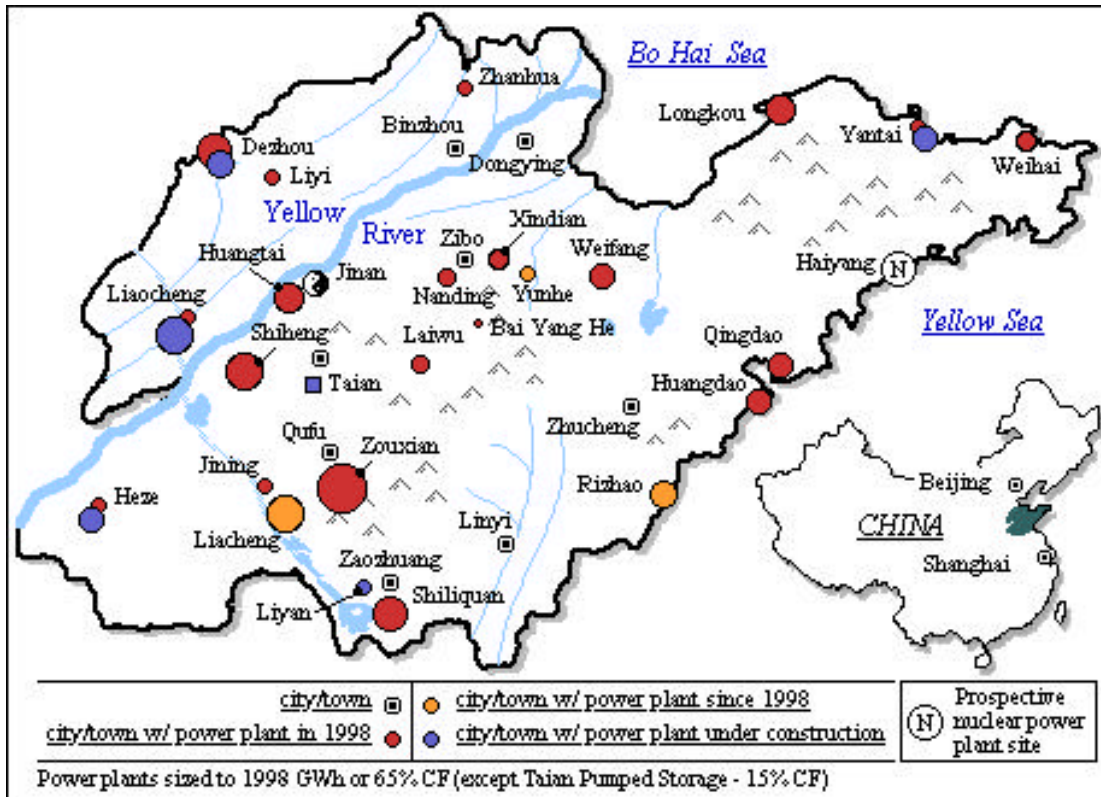 Bo Hai Sea
Zhanhua
Longkou
Binzhou
Yantai
Dezhou
Dongying
Weihai
Liyi
Yellow
River
Xindian
Huangtai
Zibo
Weifang
Jinan
Haiyang
N
Liaocheng
Nanding
Yunhe
Yellow Sea
Shiheng
Laiwu
Bai Yang He
Qingdao
Taian
Huangdao
Zhucheng
Qufu
Zouxian
Jining
Rizhao
Beijing
Heze
Linyi
CHINA
Liacheng
Zaozhuang
Shanghai
Shiliquan
Liyan
city/town
city/town w/ power plant since 1998
city/town w/ power plant in 1998
city/town w/ power plant under construction
N
Prospective
nuclear power
plant site
Power plants sized to 1998 GWh or 65% CF (except Taian Pumped Storage - 15% CF)